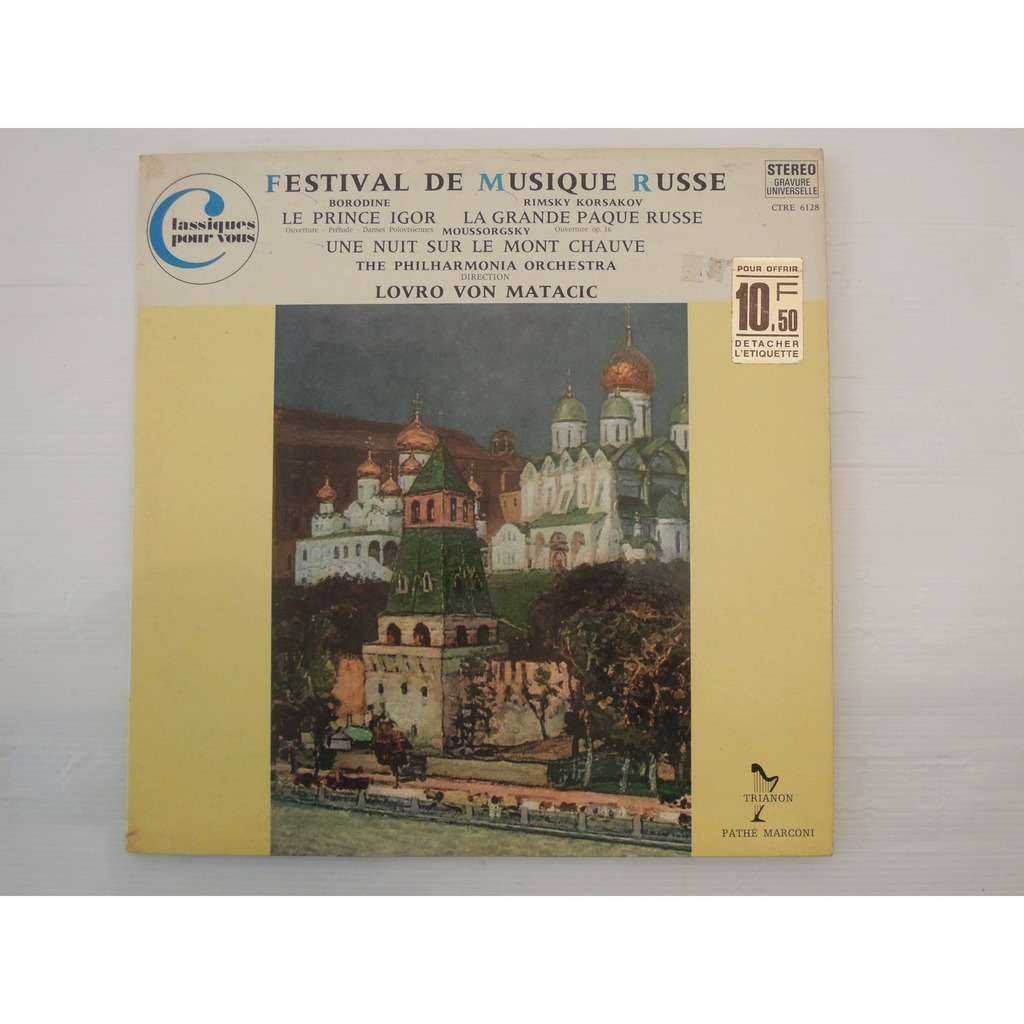 FESTIVAL DE MUSIQUE RUSSE
BORODINE RIMSKY KORSAKOV
LE PRINCE IGOR LA GRANDE PAQUE RUSSE
Ouverture - Prélude - Danses Polovtsiennes Ouverture op. 36
MOUSSORGSKY
UNE NUIT SUR LE MONT CHAUVE
THE PHILHARMONIA ORCHESTRA
DIRECTION
LOVRO VON MATACIC
Classiques
pour vous
STEREO
GRAVURE
UNIVERSELLE
CTRE 6128
POUR OFFRIR
10F,50
DETACHER
L'ETIQUETTE
TRIANON
PATHÉ MARCONI